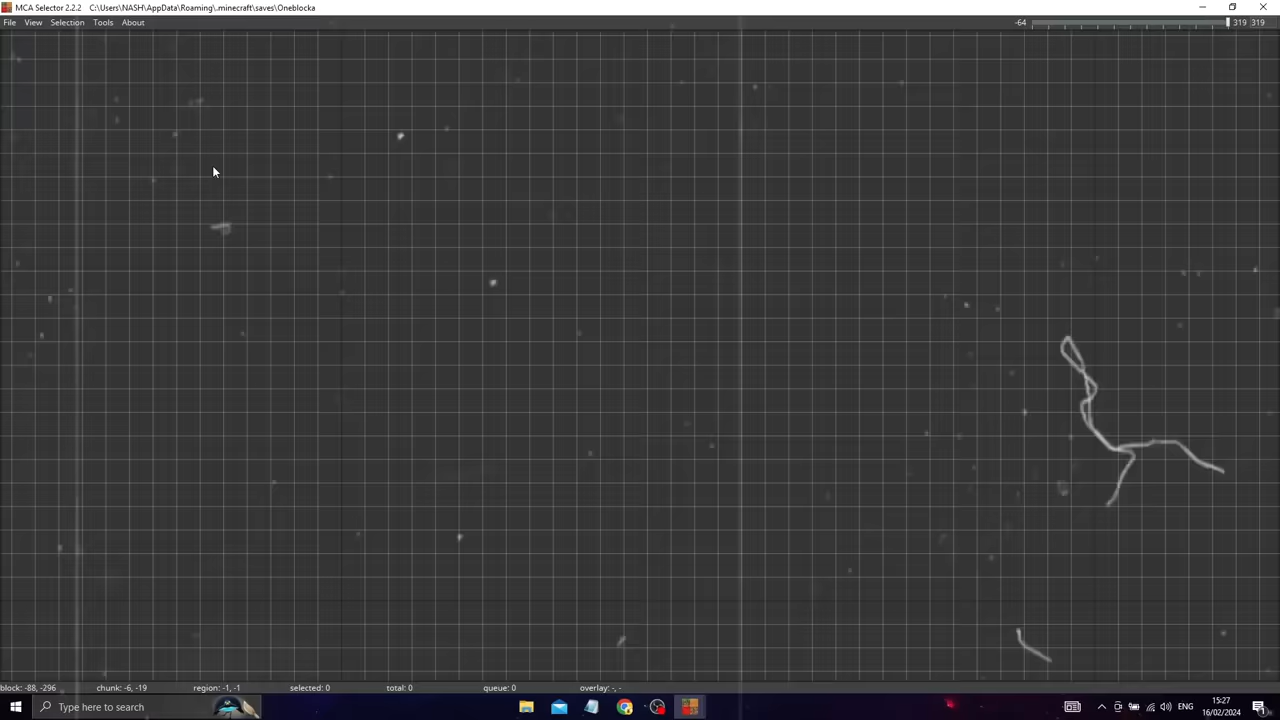 MCA Selector 2.2.2 C:\Users\NASH\AppData\Roaming\.minecraft\saves\Oneblocka
File View Selection Tools About -64 319 319
block: -88, -296 chunk: -6, -19 region: -1, -1 selected: 0 total: 0 queue: 0 overlay: -, -
Type here to search ENG 15:27
16/02/2024 1